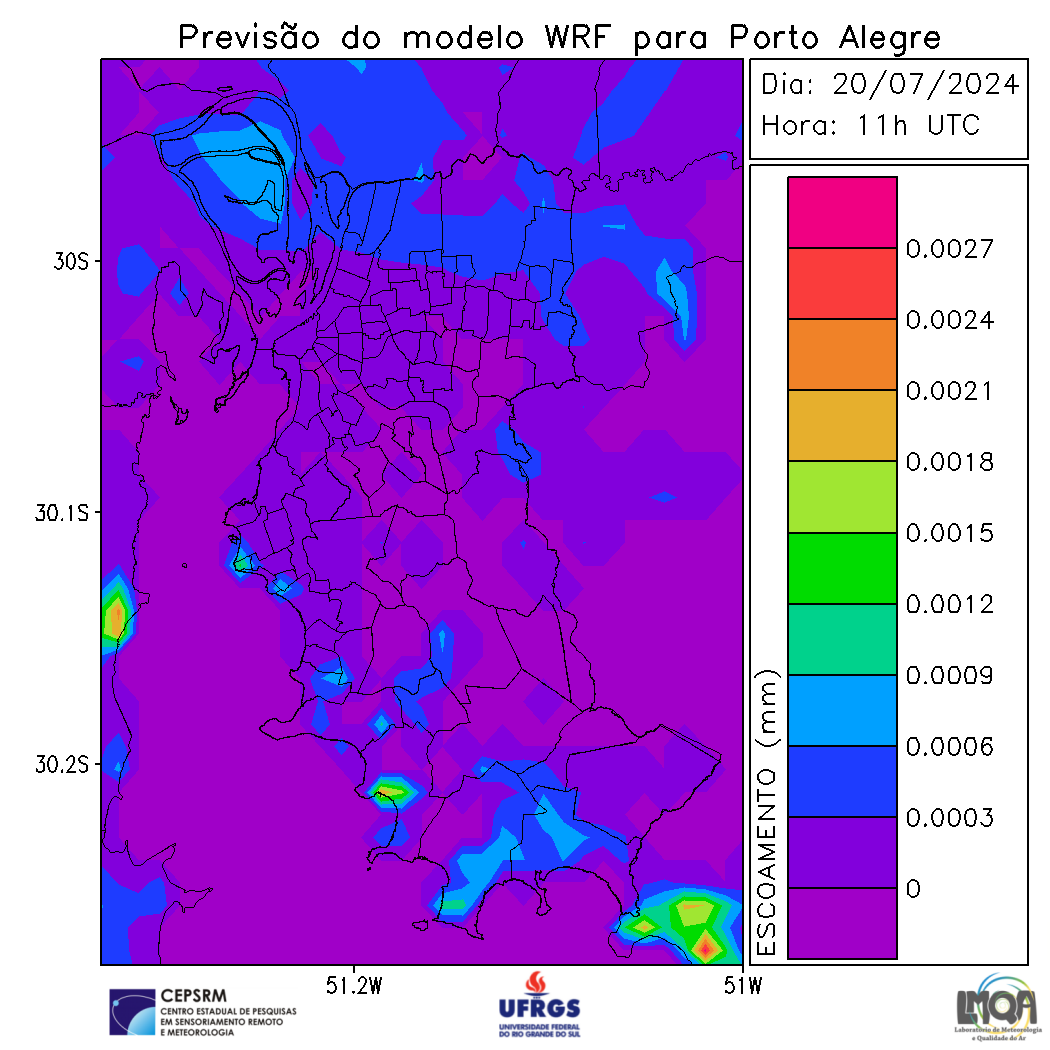 Previsão do modelo WRF para Porto Alegre
Dia: 20/07/2024
Hora: 11h UTC
30S
30.1S
30.2S
51.2W
51W
0.0027
0.0024
0.0021
0.0018
0.0015
0.0012
0.0009
0.0006
0.0003
0
ESCOAMENTO (mm)
CEPSRM
CENTRO ESTADUAL DE PESQUISAS
EM SENSORIAMENTO REMOTO
E METEOROLOGIA
UFRGS
UNIVERSIDADE FEDERAL
DO RIO GRANDE DO SUL
LMQA
Laboratório de Meteorologia
e Qualidade do Ar